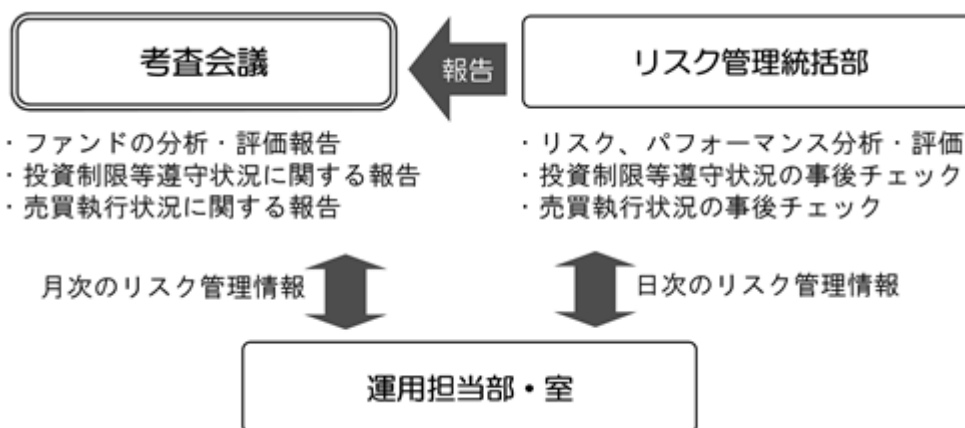 考査会議
報告
リスク管理統括部
・ファンドの分析・評価報告
・投資制限等遵守状況に関する報告
・売買執行状況に関する報告
・リスク、パフォーマンス分析・評価
・投資制限等遵守状況の事後チェック
・売買執行状況の事後チェック
月次のリスク管理情報
日次のリスク管理情報
運用担当部・室